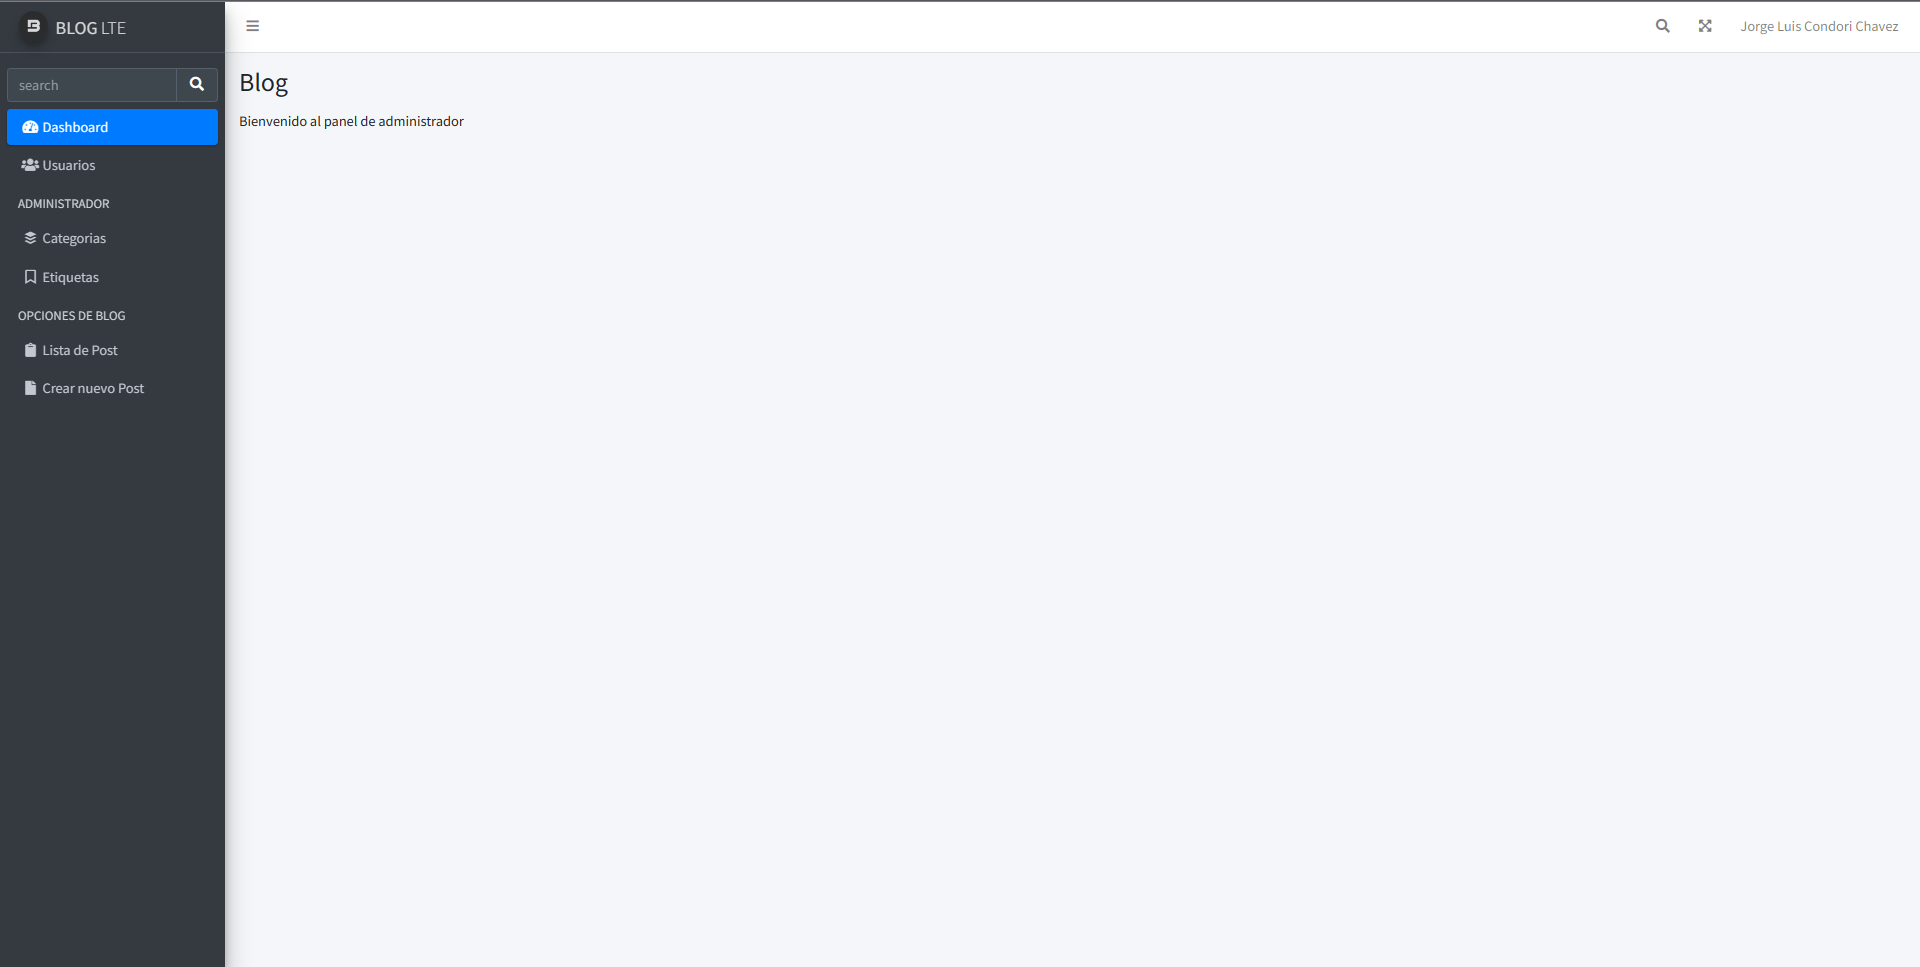 BLOG LTE
search
Dashboard
Usuarios
ADMINISTRADOR
Categorias
Etiquetas
OPCIONES DE BLOG
Lista de Post
Crear nuevo Post
Jorge Luis Condori Chavez
Blog
Bienvenido al panel de administrador